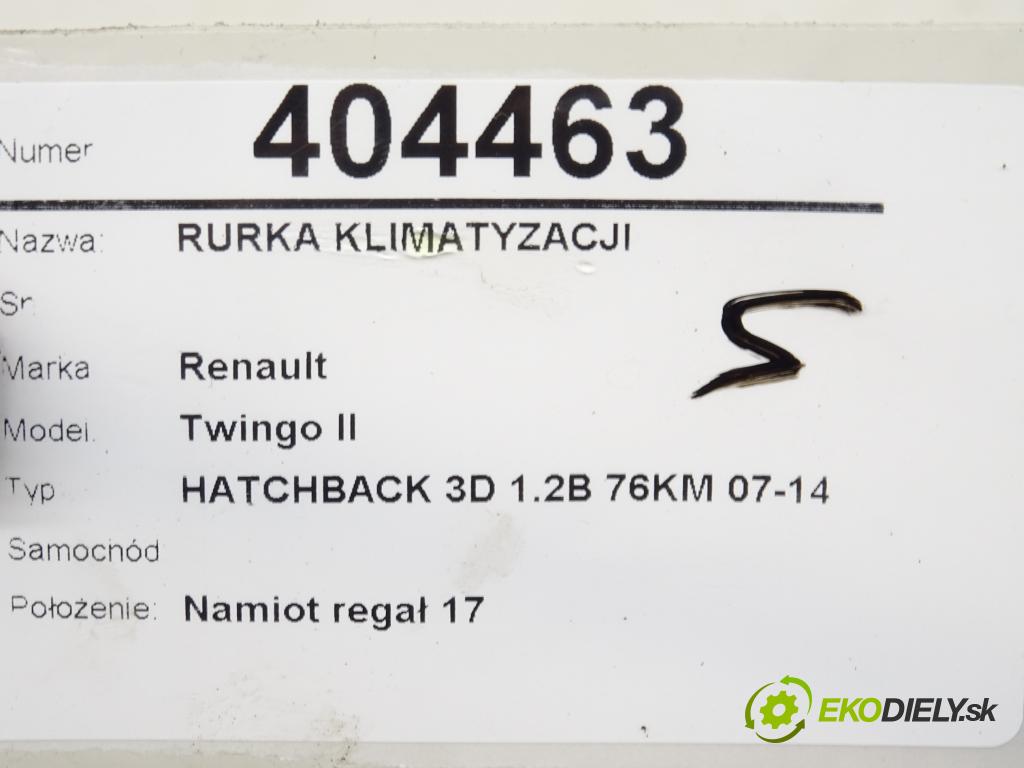 Numer 404463
Nazwa: RURKA KLIMATYZACJI
Sr.
S
Marka Renault
Model. Twingo II
Typ HATCHBACK 3D 1.2B 76KM 07-14
Samochód
Położenie: Namiot regał 17
EKODIELY.sk